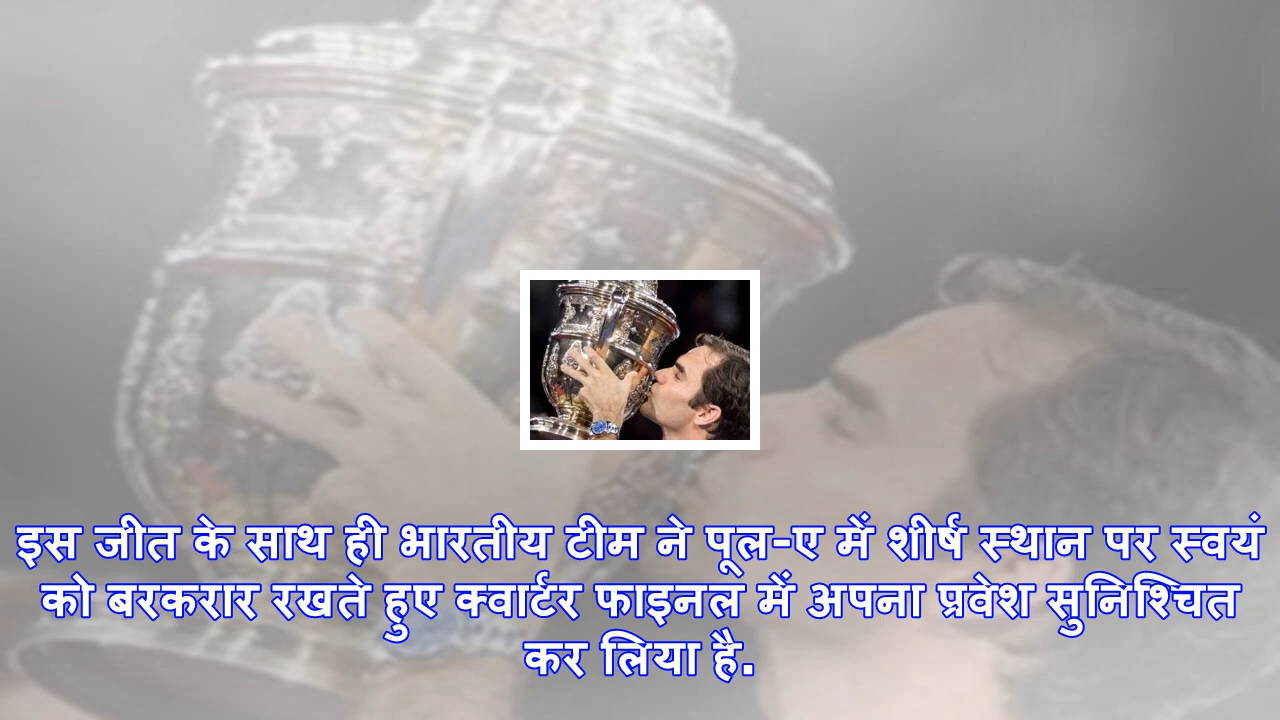 इस जीत के साथ ही भारतीय टीम ने पूल-ए में शीर्ष स्थान पर स्वयं
को बरकरार रखते हुए क्वार्टर फाइनल में अपना प्रवेश सुनिश्चित
कर लिया है.